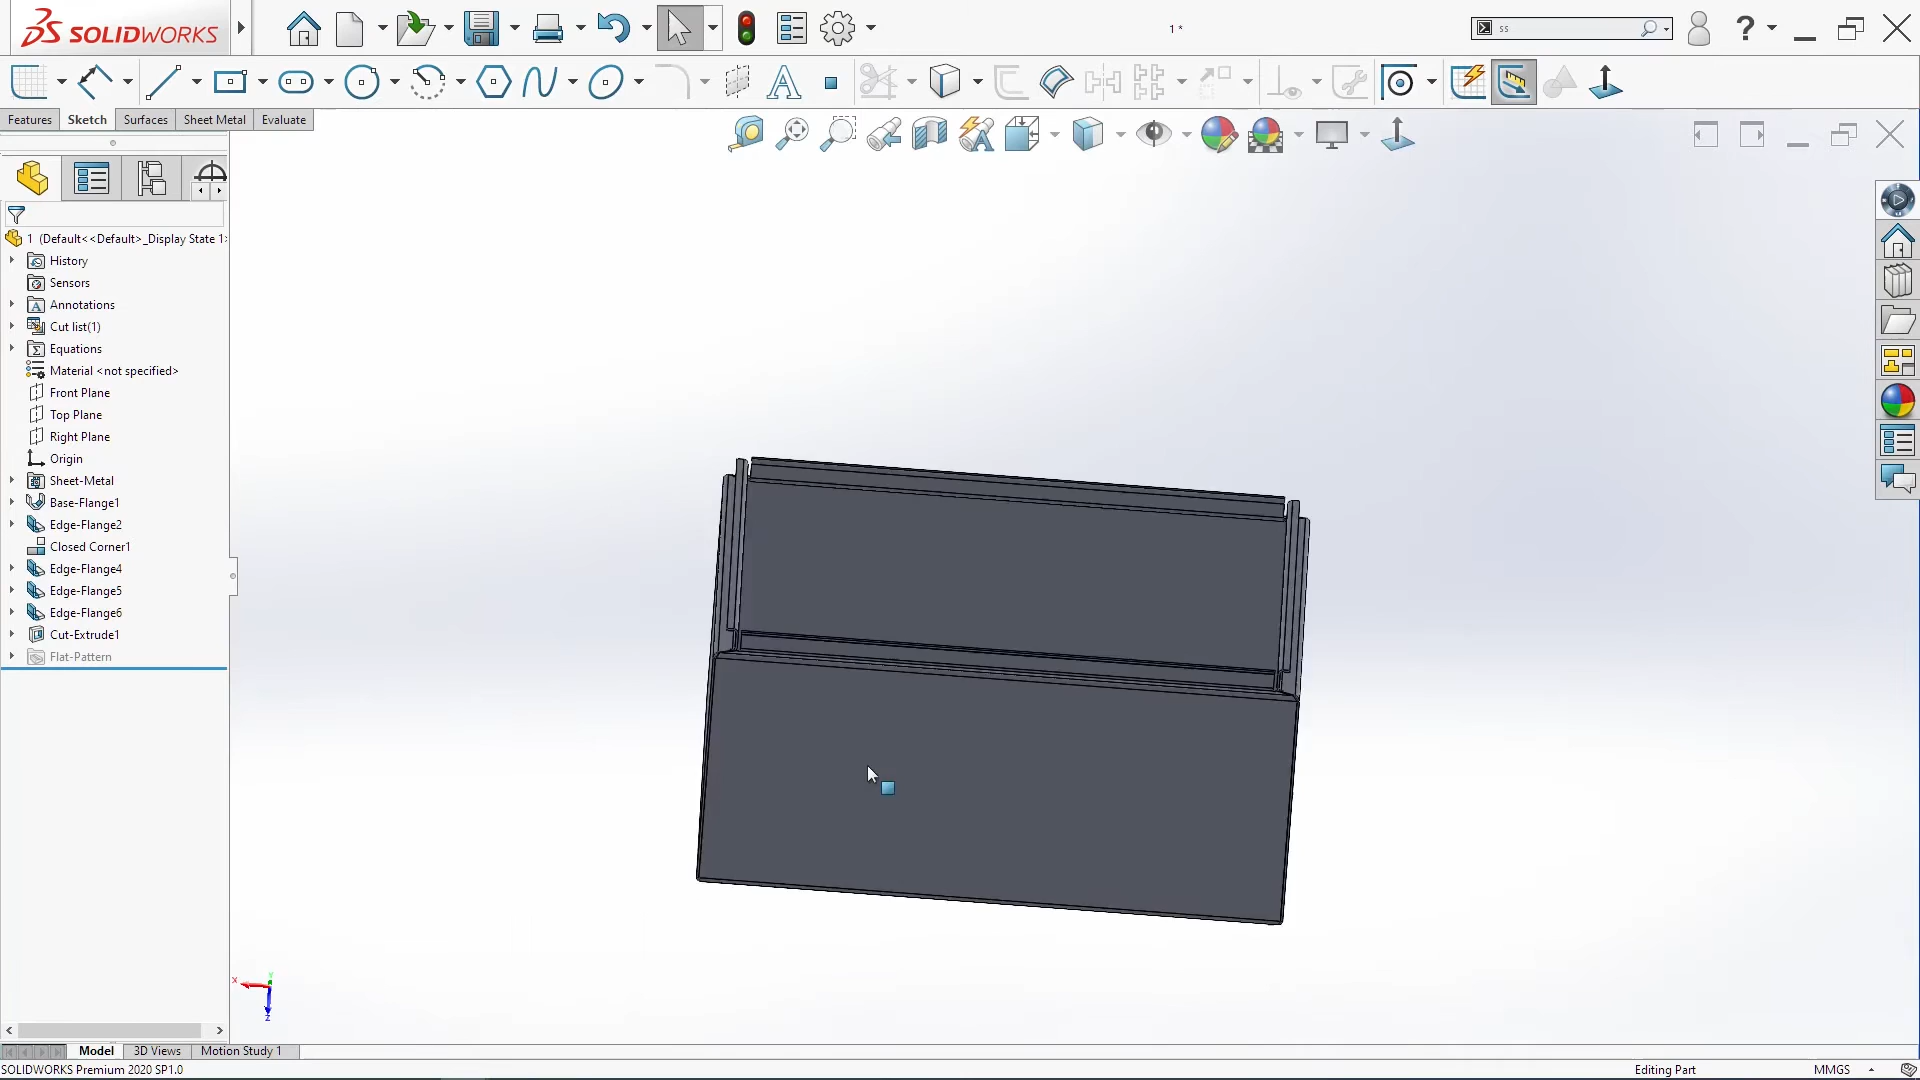 SOLIDWORKS
1 *
ss
Features
Sketch
Surfaces
Sheet Metal
Evaluate
1 (Default<<Default>_Display State 1>
History
Sensors
Annotations
Cut list(1)
Equations
Material <not specified>
Front Plane
Top Plane
Right Plane
Origin
Sheet-Metal
Base-Flange1
Edge-Flange2
Closed Corner1
Edge-Flange4
Edge-Flange5
Edge-Flange6
Cut-Extrude1
Flat-Pattern
X
Y
Z
Model
3D Views
Motion Study 1
SOLIDWORKS Premium 2020 SP1.0
Editing Part
MMGS